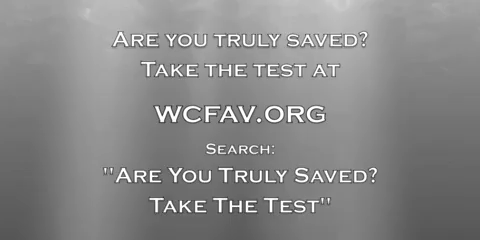 Are you truly saved?
Take the test at
wcfav.org
Search:
"Are You Truly Saved?
Take The Test"